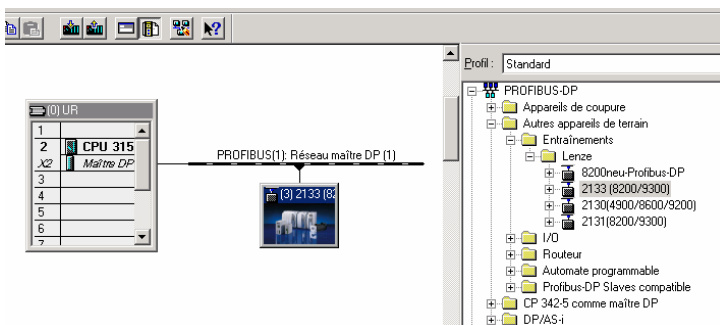 Profil :
Standard
(0) UR
1
2 CPU 315
X2 Maître DP
3
4
5
6
7
PROFIBUS(1): Réseau maître DP (1)
(3) 2133 (82
PROFIBUS-DP
Appareils de coupure
Autres appareils de terrain
Entraînements
Lenze
8200neu-Profibus-DP
2133 (8200/9300)
2130(4900/8600/9200)
2131(8200/9300)
I/O
Routeur
Automate programmable
Profibus-DP Slaves compatible
CP 342-5 comme maître DP
DP/AS-i